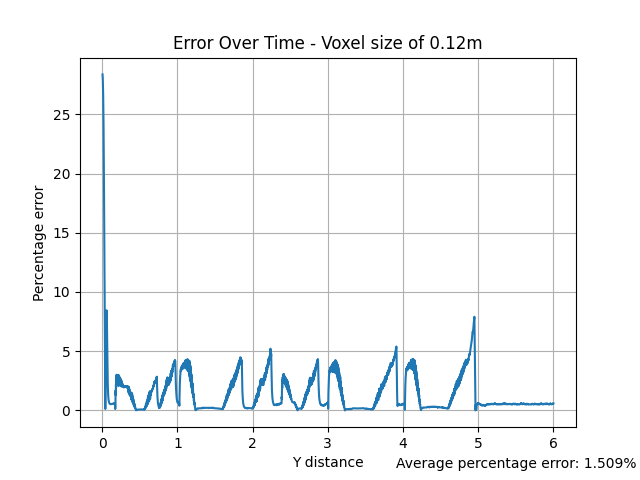 Error Over Time - Voxel size of 0.12m
Percentage error
25
20
15
10
5
0
0 1 2 3 4 5 6
Y distance
Average percentage error: 1.509%